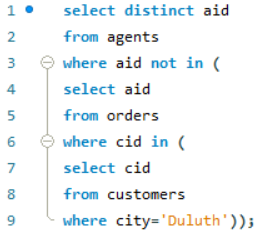 1 select distinct aid
2 from agents
3 where aid not in (
4 select aid
5 from orders
6 where cid in (
7 select cid
8 from customers
9 where city='Duluth'));